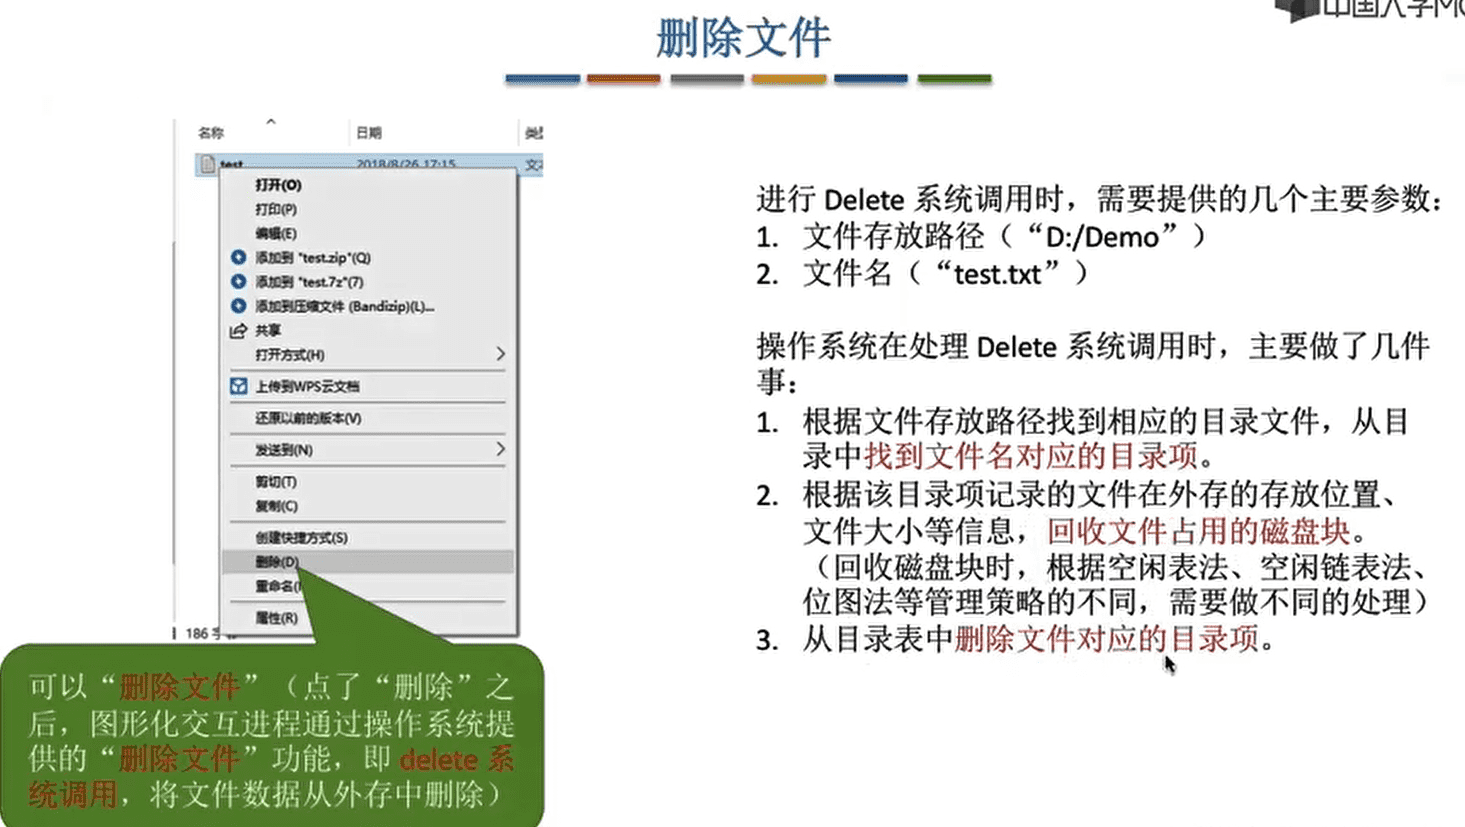 删除文件
名称
日期
test
2018/8/26 17:15
打开(O)
打印(P)
编辑(E)
添加到 "test.zip"(Q)
添加到 "test.7z"(7)
添加到压缩文件 (Bandizip)(L)...
共享
打开方式(H)
上传到WPS云文档
还原以前的版本(V)
发送到(N)
剪切(T)
复制(C)
创建快捷方式(S)
删除(D)
重命名(
属性(R)
186 字
可以“删除文件”（点了“删除”之
后，图形化交互进程通过操作系统提
供的“删除文件”功能，即 delete 系
统调用，将文件数据从外存中删除）
进行 Delete 系统调用时，需要提供的几个主要参数：
1. 文件存放路径（“D:/Demo”）
2. 文件名（“test.txt”）
操作系统在处理 Delete 系统调用时，主要做了几件
事：
1. 根据文件存放路径找到相应的目录文件，从目
录中找到文件名对应的目录项。
2. 根据该目录项记录的文件在外存的存放位置、
文件大小等信息，回收文件占用的磁盘块。
（回收磁盘块时，根据空闲表法、空闲链表法、
位图法等管理策略的不同，需要做不同的处理）
3. 从目录表中删除文件对应的目录项。